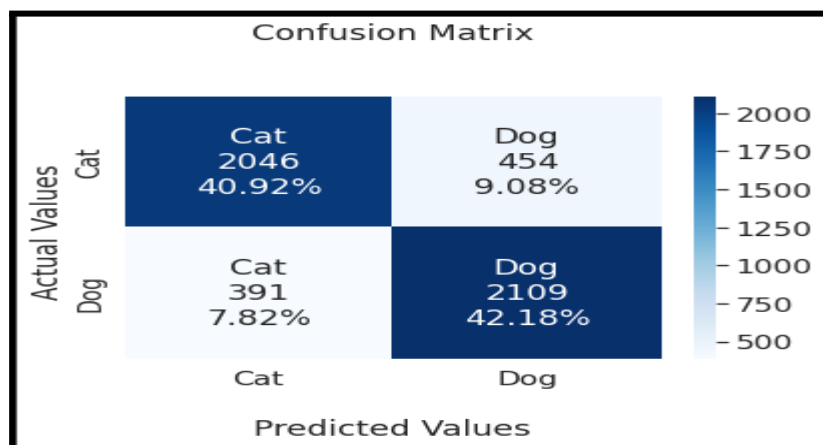 Confusion Matrix
Actual Values
Cat
Cat
2046
40.92%
Dog
454
9.08%
Dog
Cat
391
7.82%
Dog
2109
42.18%
Cat
Dog
Predicted Values
2000
1750
1500
1250
1000
750
500